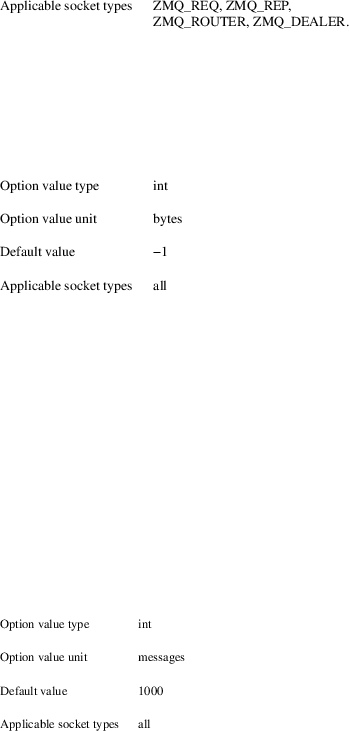 Applicable socket types ZMQ_REQ, ZMQ_REP,
ZMQ_ROUTER, ZMQ_DEALER.
Option value type int
Option value unit bytes
Default value −1
Applicable socket types all
Option value type int
Option value unit messages
Default value 1000
Applicable socket types all